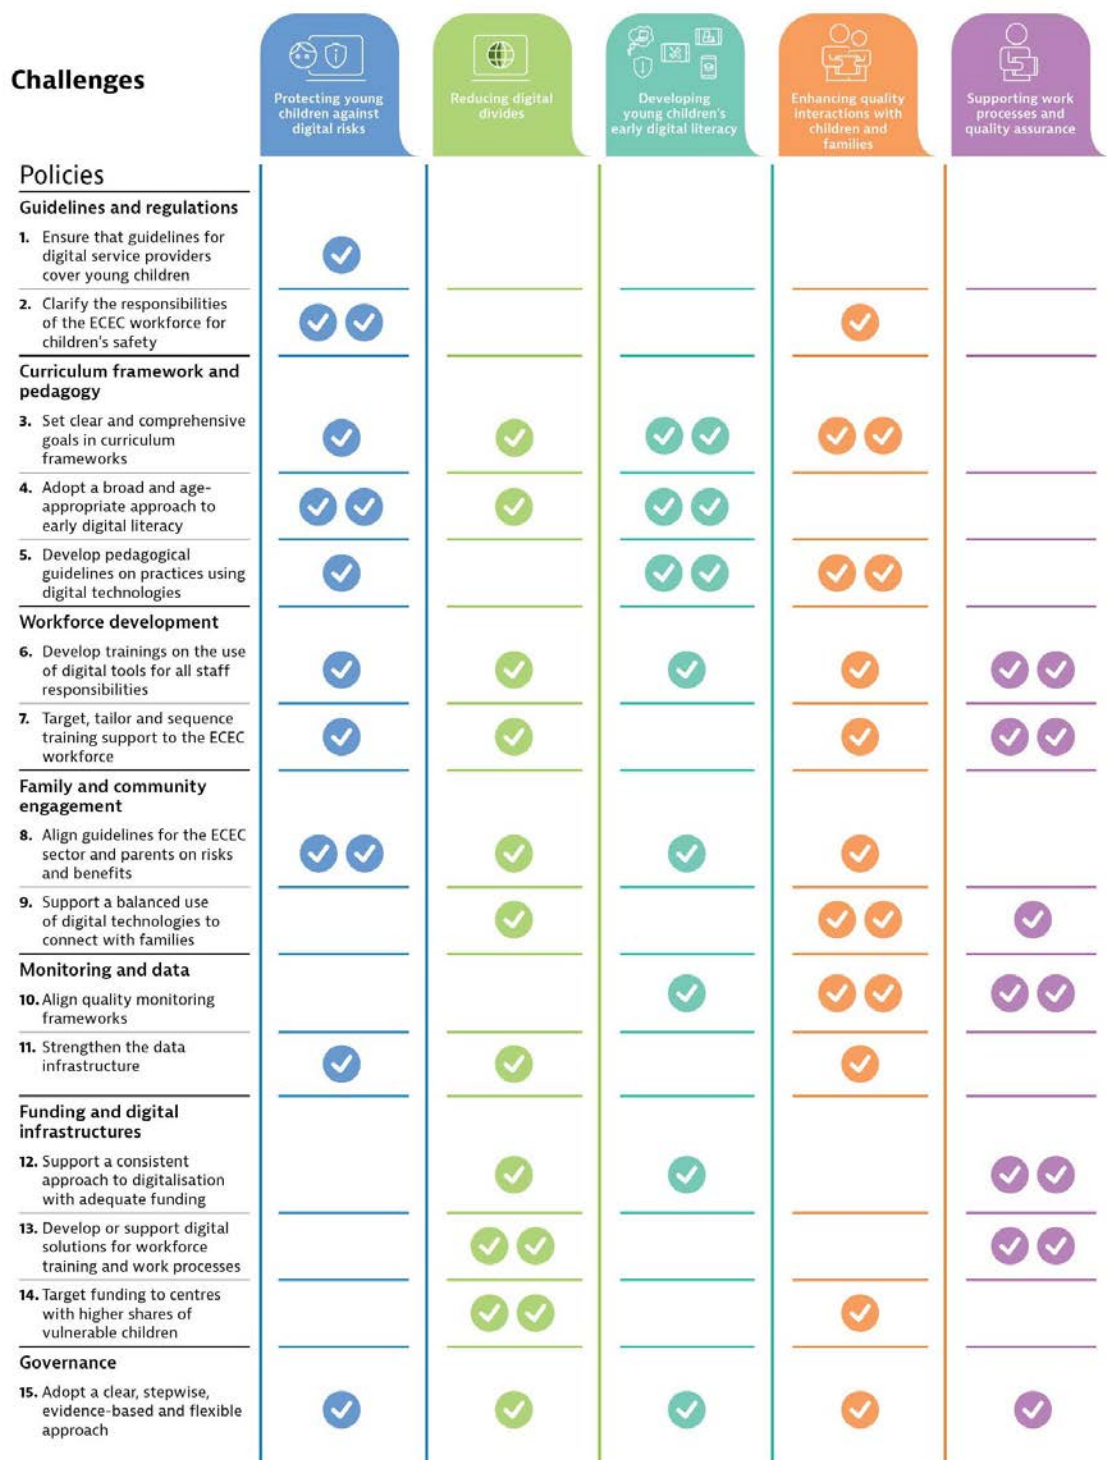 Challenges
Protecting young
children against
digital risks
Reducing digital
divides
Developing
young children's
early digital literacy
Enhancing quality
interactions with
children and
families
Supporting work
processes and
quality assurance
Policies
Guidelines and regulations
1. Ensure that guidelines for
digital service providers
cover young children
2. Clarify the responsibilities
of the ECEC workforce for
children's safety
Curriculum framework and
pedagogy
3. Set clear and comprehensive
goals in curriculum
frameworks
4. Adopt a broad and age-
appropriate approach to
early digital literacy
5. Develop pedagogical
guidelines on practices using
digital technologies
Workforce development
6. Develop trainings on the use
of digital tools for all staff
responsibilities
7. Target, tailor and sequence
training support to the ECEC
workforce
Family and community
engagement
8. Align guidelines for the ECEC
sector and parents on risks
and benefits
9. Support a balanced use
of digital technologies to
connect with families
Monitoring and data
10. Align quality monitoring
frameworks
11. Strengthen the data
infrastructure
Funding and digital
infrastructures
12. Support a consistent
approach to digitalisation
with adequate funding
13. Develop or support digital
solutions for workforce
training and work processes
14. Target funding to centres
with higher shares of
vulnerable children
Governance
15. Adopt a clear, stepwise,
evidence-based and flexible
approach